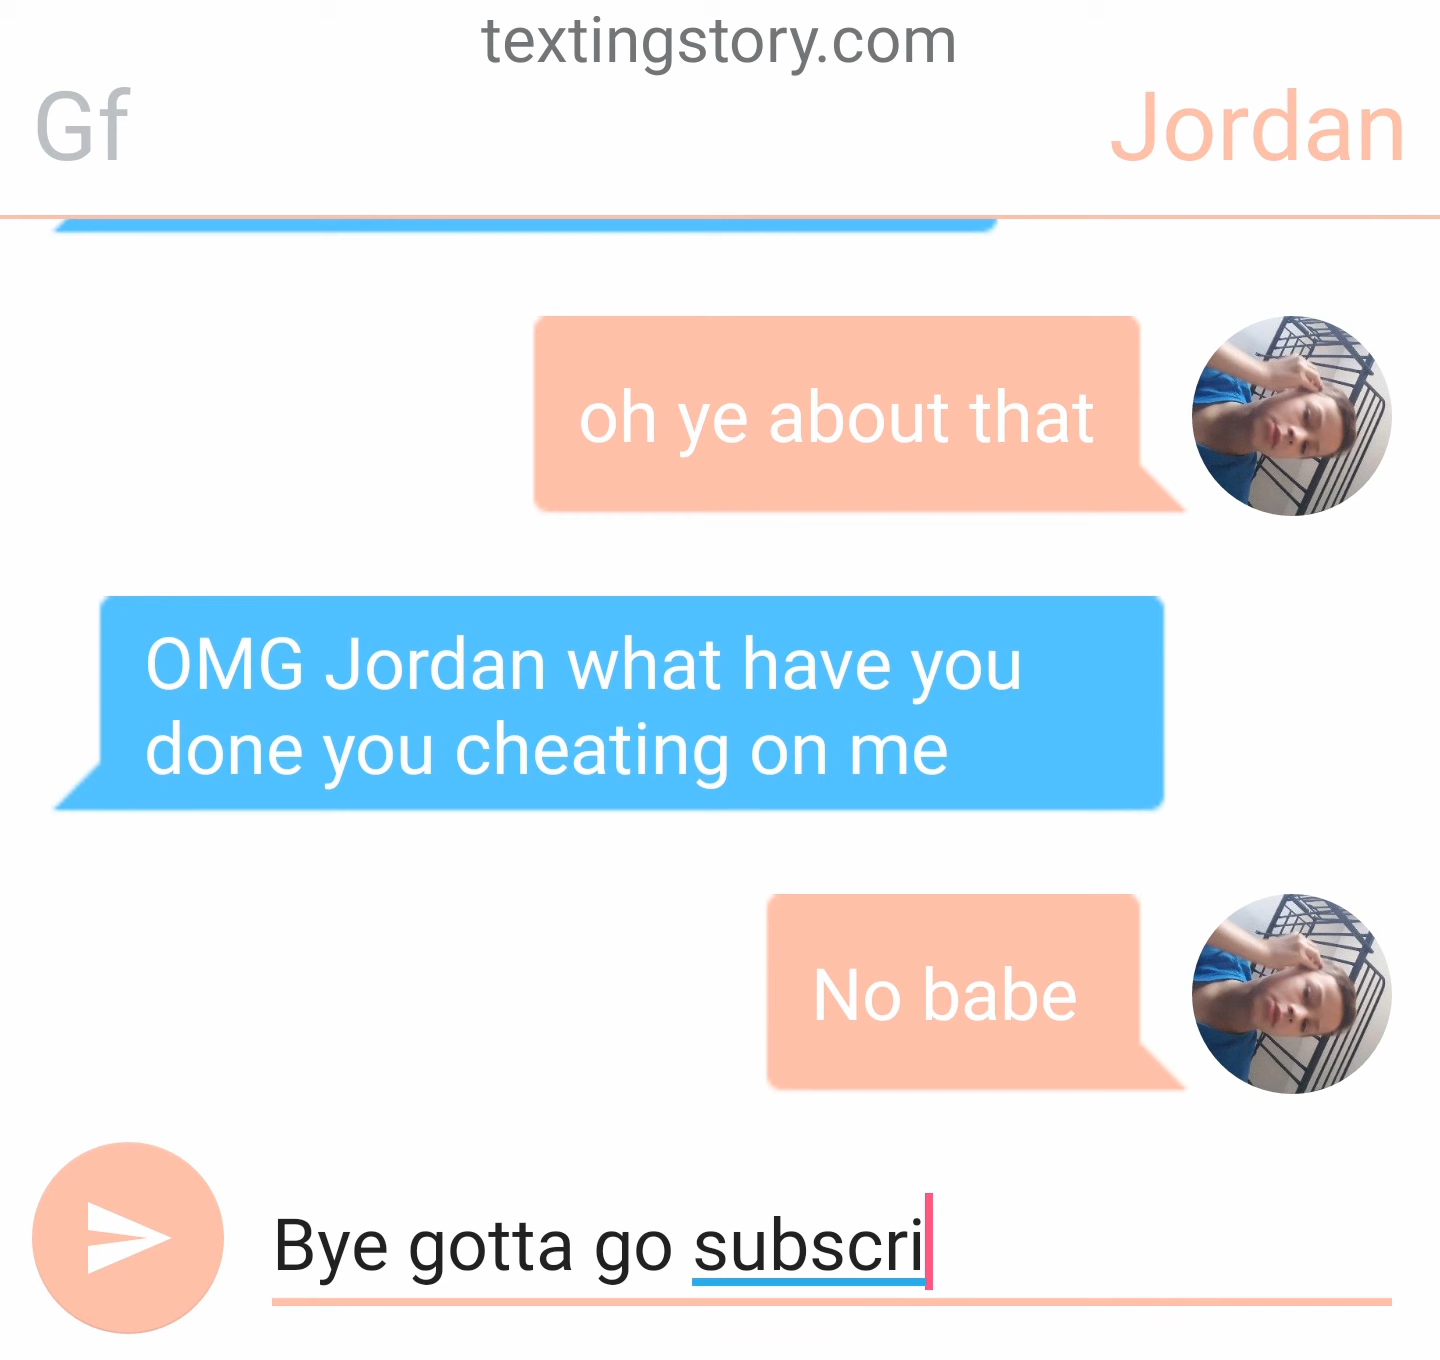 textingstory.com
Gf
Jordan
oh ye about that
OMG Jordan what have you
done you cheating on me
No babe
Bye gotta go subscri